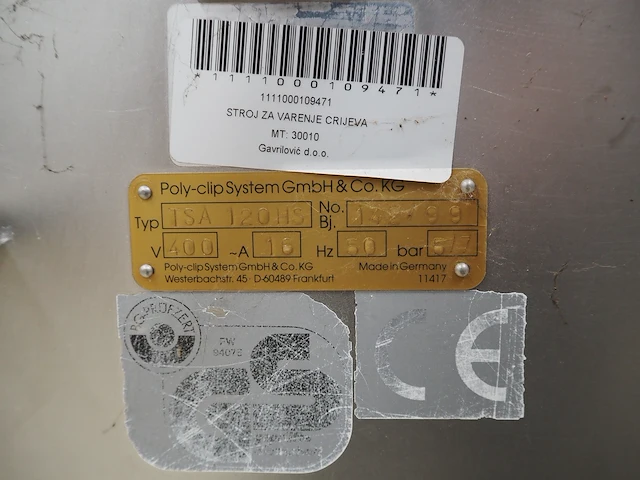 *1111000109471*
1111000109471
STROJ ZA VARENJE CRIJEVA
MT: 30010
Gavrilović d.o.o.
Poly-clip System GmbH & Co. KG
Typ TSA 120HS No. Bj.
V 400 ~A 16 Hz 50 bar 5/7
Poly-clip System GmbH & Co. KG Made in Germany
Westerbachstr. 45 · D-60489 Frankfurt 11417
CE